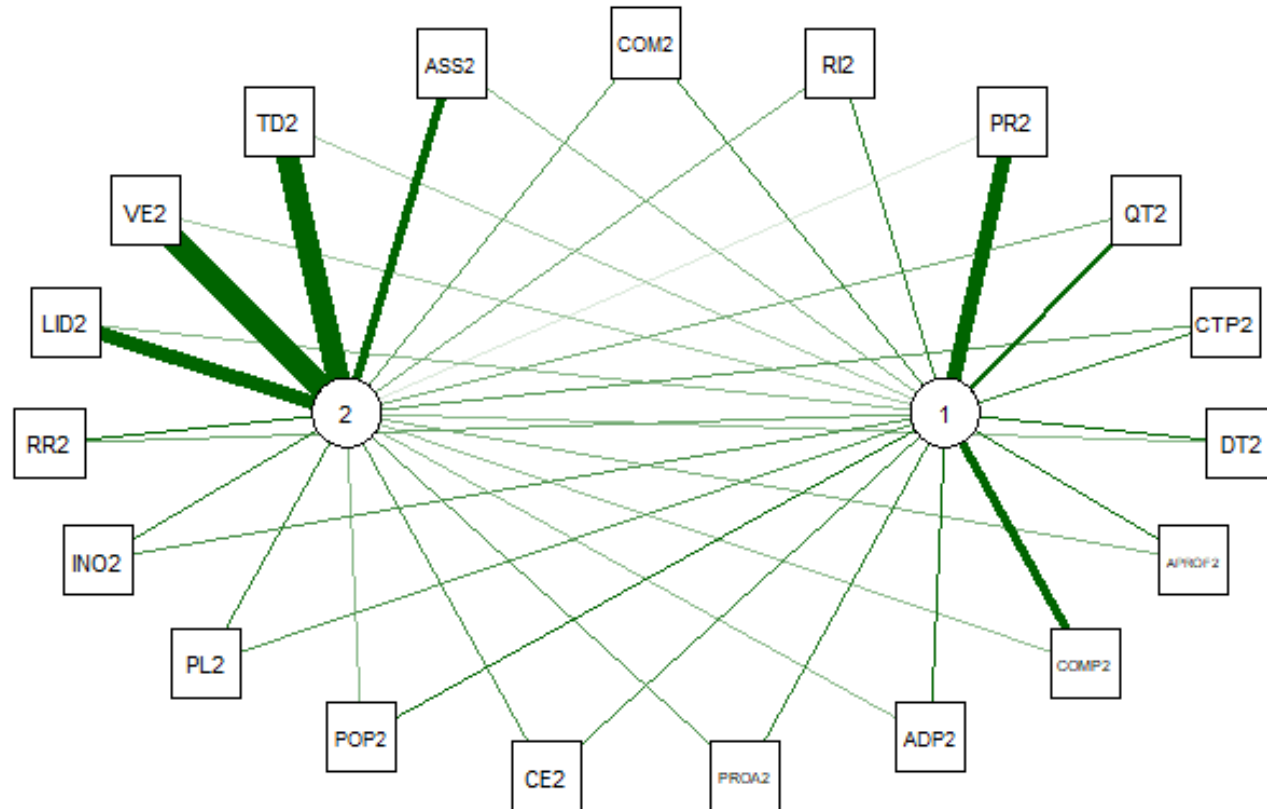 COM2
ASS2
RI2
TD2
PR2
VE2
QT2
LID2
CTP2
2
1
RR2
DT2
INO2
APROF2
PL2
COMP2
POP2
ADP2
CE2
PROA2